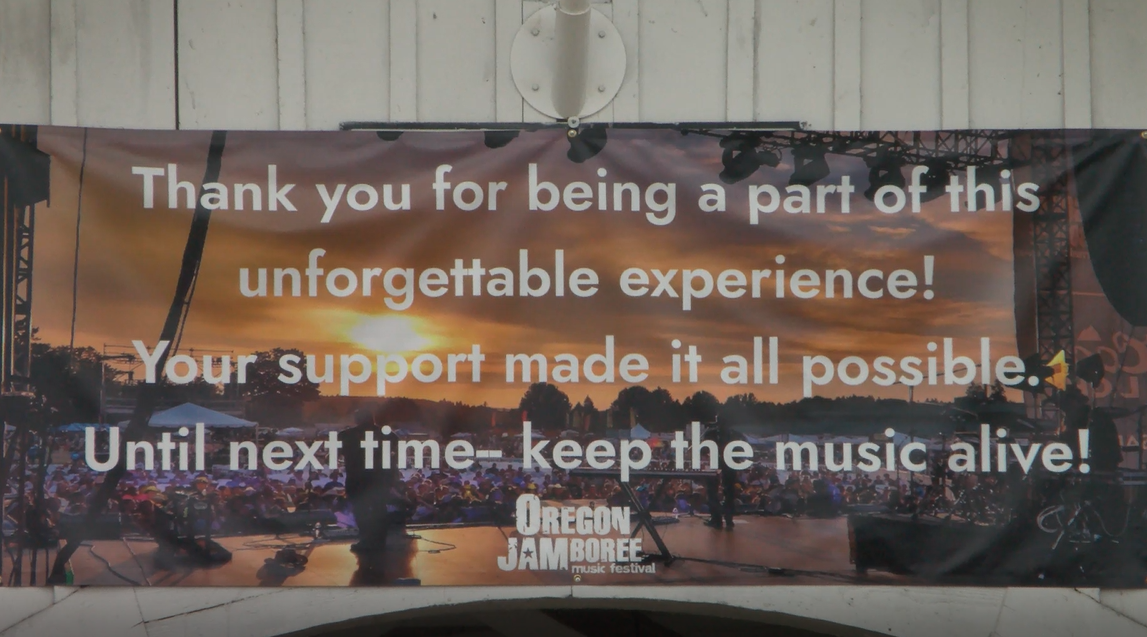 Thank you for being a part of this
unforgettable experience!
Your support made it all possible.
Until next time– keep the music alive!
OREGON
JAMBOREE
music festival